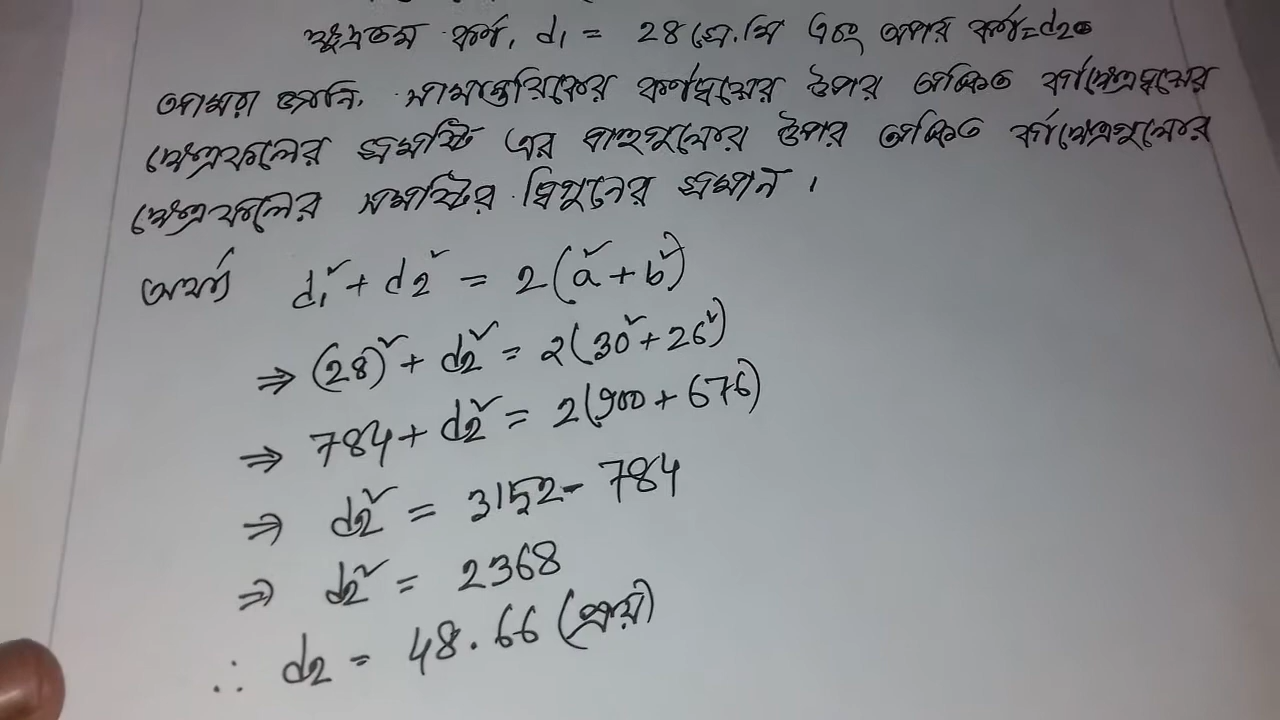 ক্ষুদ্রতম কর্ণ, d₁ = 28 সে.মি এবং অপর কর্ণ = d₂।
আমরা জানি, সামান্তরিকের কর্ণদ্বয়ের উপর অঙ্কিত বর্গক্ষেত্রদ্বয়ের
ক্ষেত্রফলের সমষ্টি এর বাহুগুলোর উপর অঙ্কিত বর্গক্ষেত্রগুলোর
ক্ষেত্রফলের সমষ্টির দ্বিগুনের সমান।
অর্থাৎ d₁² + d₂² = 2(a² + b²)
⇒ (28)² + d₂² = 2(30² + 26²)
⇒ 784 + d₂² = 2(900 + 676)
⇒ d₂² = 3152 - 784
⇒ d₂² = 2368
∴ d₂ = 48.66 (প্রায়)